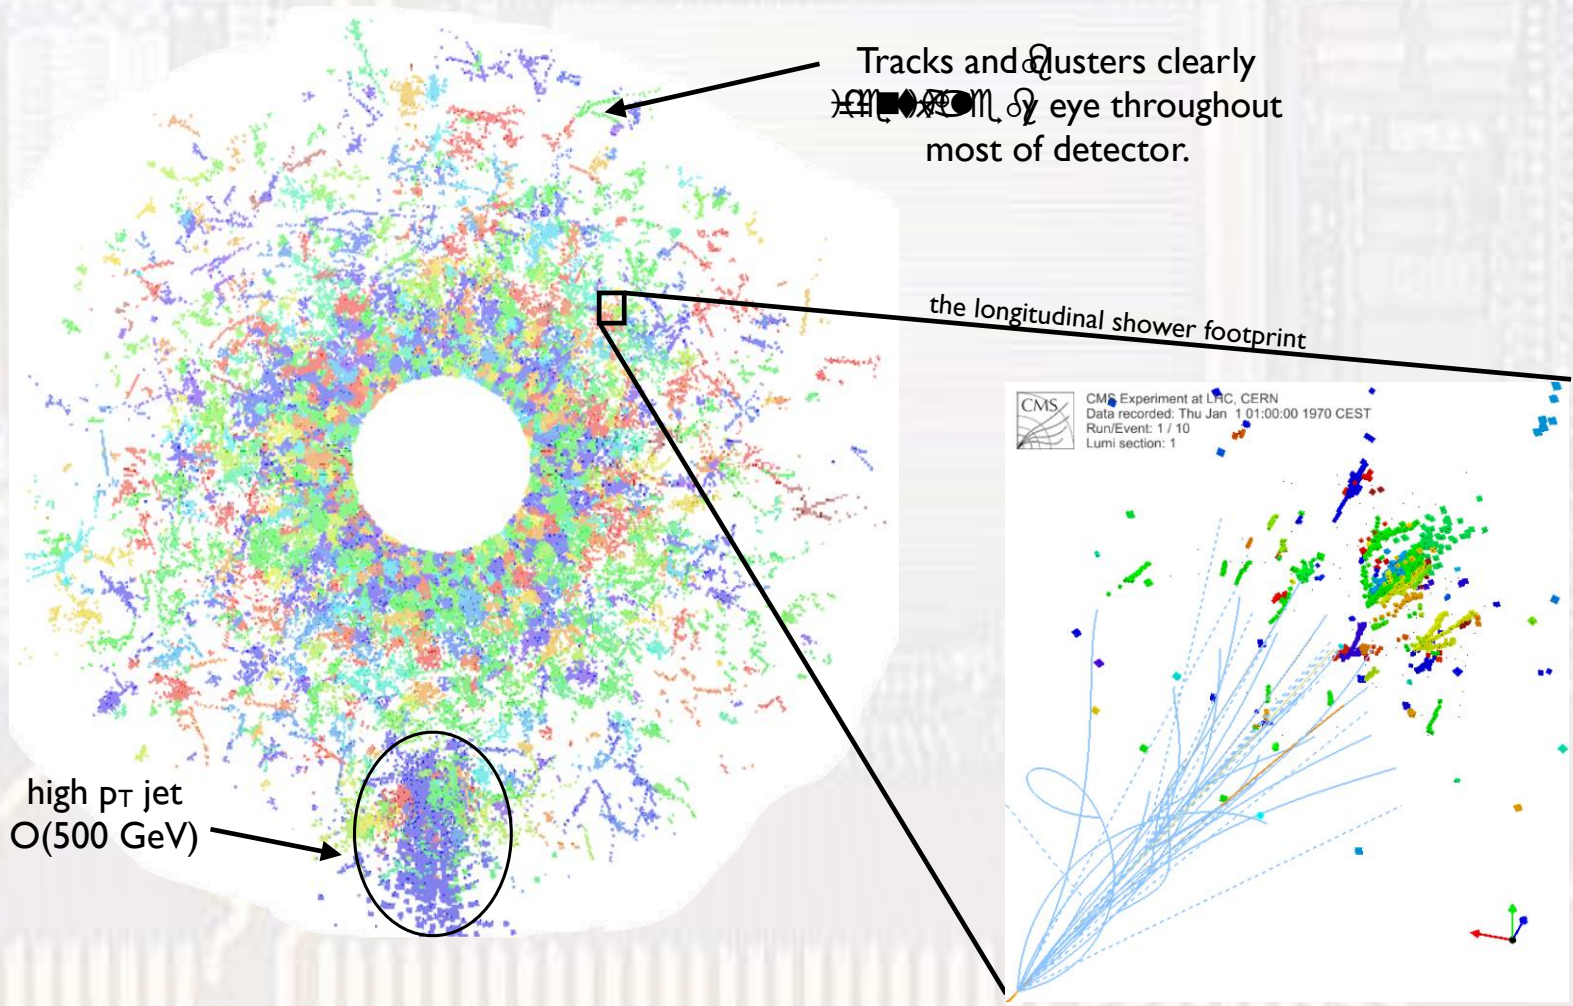 Tracks and clusters clearly
eye throughout
most of detector.
the longitudinal shower footprint
CMS
CMS Experiment at LHC, CERN
Data recorded: Thu Jan 1 01:00:00 1970 CEST
Run/Event: 1 / 10
Lumi section: 1
high pT jet
O(500 GeV)